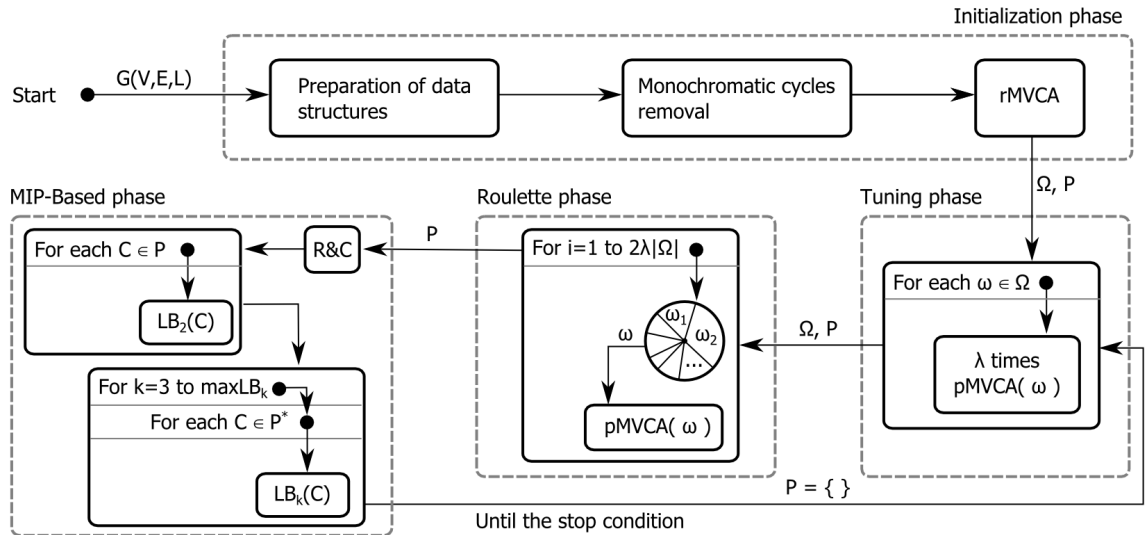 Initialization phase
Start
G(V,E,L)
Preparation of data
structures
Monochromatic cycles
removal
rMVCA
Ω, P
MIP-Based phase
Roulette phase
Tuning phase
For each C ∈ P
R&C
P
For i=1 to 2λ|Ω|
For each ω ∈ Ω
LB₂(C)
ω
ω₁
ω₂
...
Ω, P
λ times
pMVCA( ω )
For k=3 to maxLBₖ
For each C ∈ P*
pMVCA( ω )
LBₖ(C)
P = { }
Until the stop condition